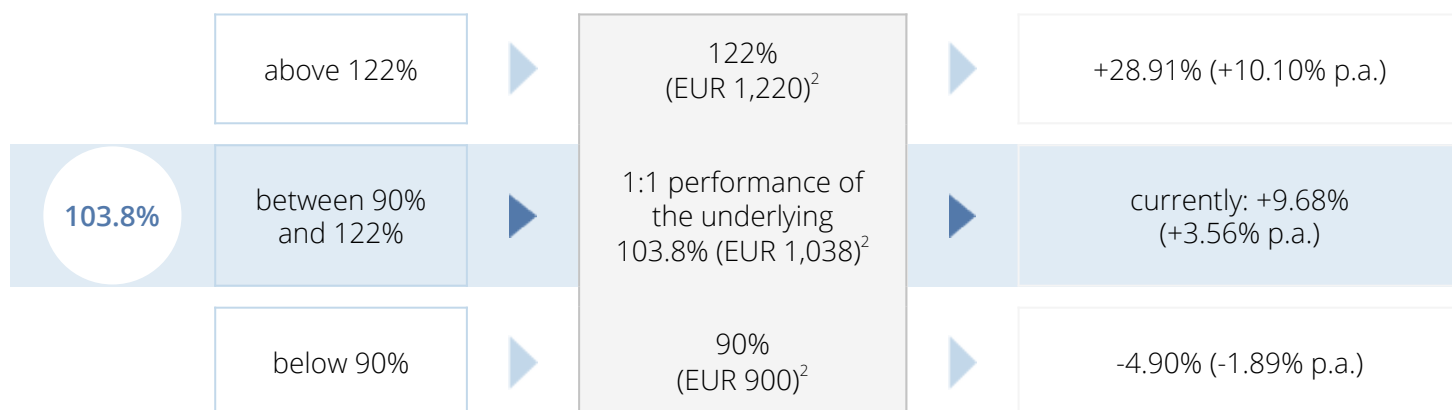 above 122%
122%
(EUR 1,220)²
+28.91% (+10.10% p.a.)
103.8%
between 90%
and 122%
1:1 performance of
the underlying
103.8% (EUR 1,038)²
currently: +9.68%
(+3.56% p.a.)
below 90%
90%
(EUR 900)²
-4.90% (-1.89% p.a.)